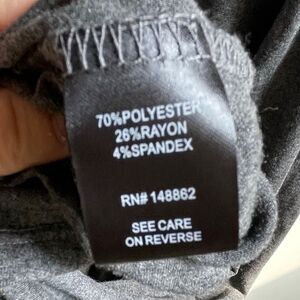 70%POLYESTER
26%RAYON
4%SPANDEX
RN# 148862
SEE CARE
ON REVERSE